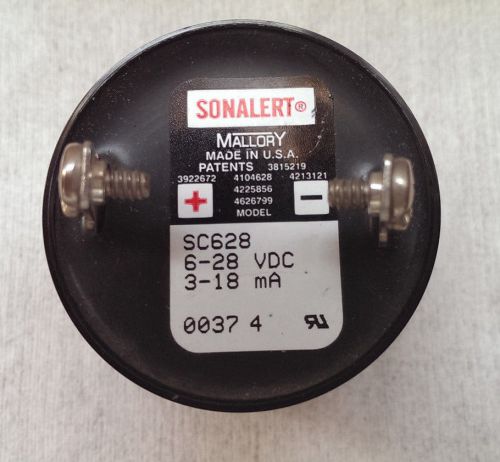 SONALERT®
MALLORY
MADE IN U.S.A.
PATENTS 3815219
3922672 4104628 4213121
+ 4225856 −
4626799
MODEL
SC628
6-28 VDC
3-18 mA
0037 4 RU